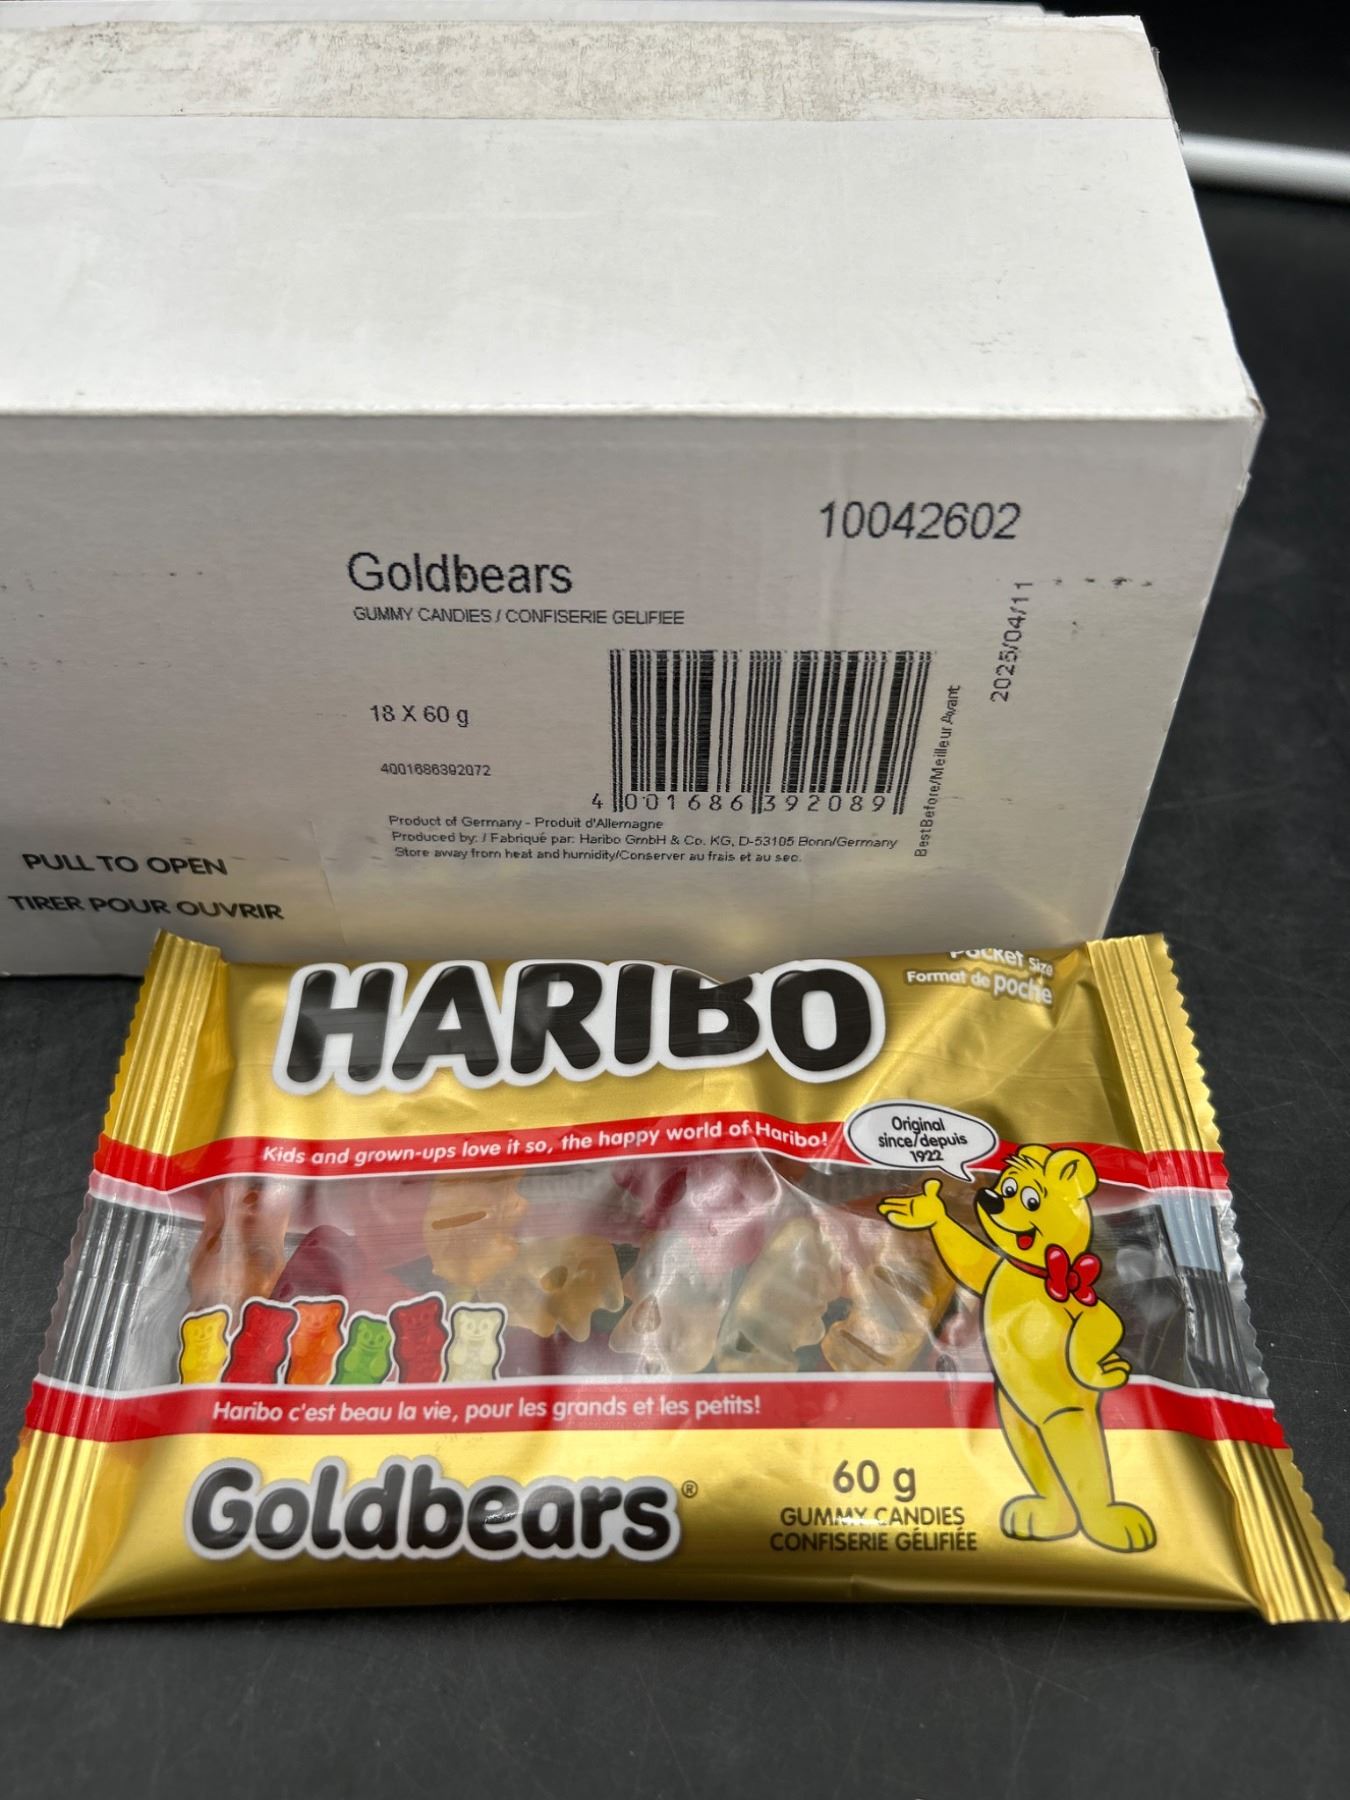 10042602
Goldbears
GUMMY CANDIES / CONFISERIE GELIFIEE
2025/04/11
18 X 60 g
Best Before/Meilleur Avant
4001686392072
4 001686 392089
Product of Germany - Produit d'Allemagne
Produced by: / Fabriqué par: Haribo GmbH & Co. KG, D-53105 Bonn/Germany
Store away from heat and humidity/Conserver au frais et au sec.
PULL TO OPEN
TIRER POUR OUVRIR
HARIBO
Pocket size
Format de poche
Kids and grown-ups love it so, the happy world of Haribo!
Original
since/depuis
1922
Haribo c'est beau la vie, pour les grands et les petits!
Goldbears®
60 g
GUMMY CANDIES
CONFISERIE GÉLIFIÉE